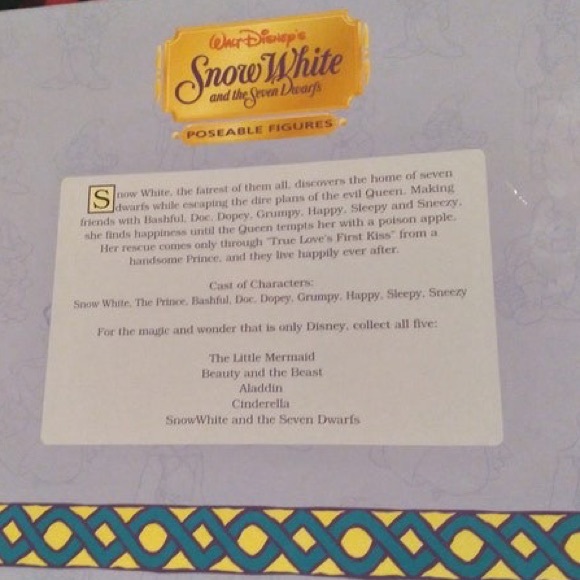 Walt Disney's
Snow White
and the Seven Dwarfs
POSEABLE FIGURES
Snow White, the fairest of them all, discovers the home of seven
dwarfs while escaping the dire plans of the evil Queen. Making
friends with Bashful, Doc, Dopey, Grumpy, Happy, Sleepy and Sneezy,
she finds happiness until the Queen tempts her with a poison apple.
Her rescue comes only through "True Love's First Kiss" from a
handsome Prince, and they live happily ever after.
Cast of Characters:
Snow White, The Prince, Bashful, Doc, Dopey, Grumpy, Happy, Sleepy, Sneezy
For the magic and wonder that is only Disney, collect all five:
The Little Mermaid
Beauty and the Beast
Aladdin
Cinderella
SnowWhite and the Seven Dwarfs